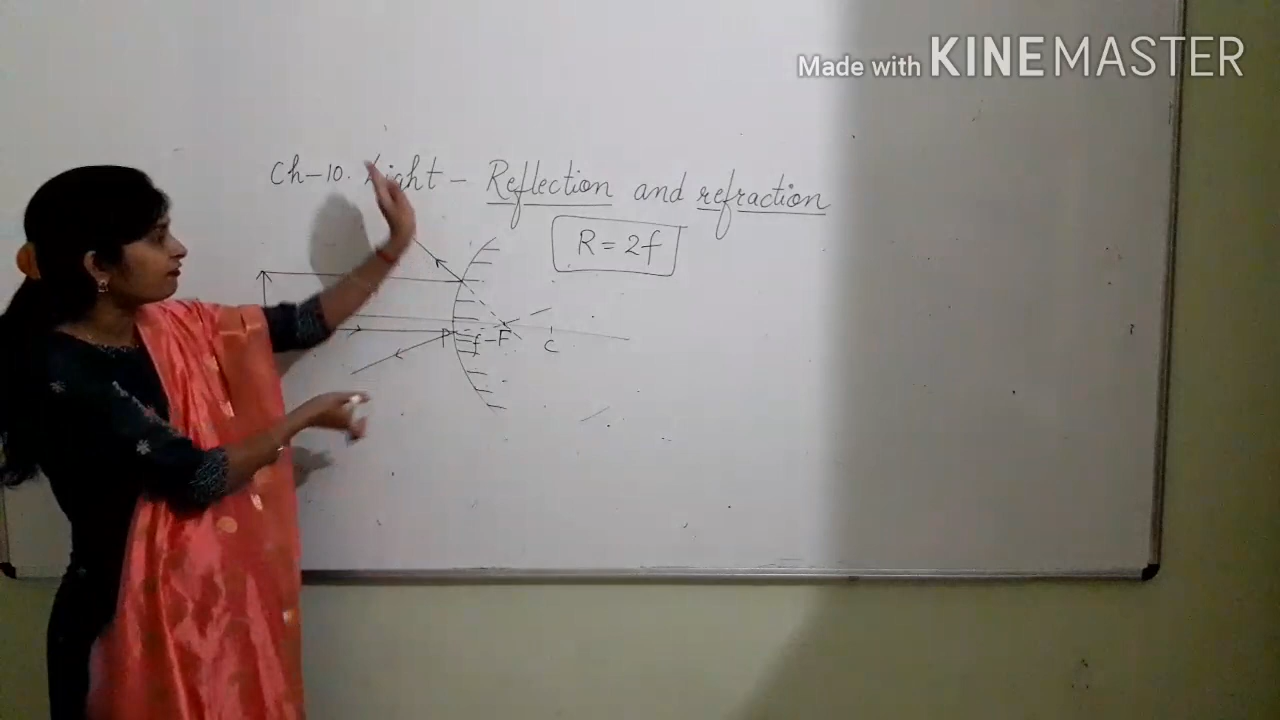 Made with KINEMASTER
Ch-10. Light - Reflection and refraction
R = 2f
P f F C